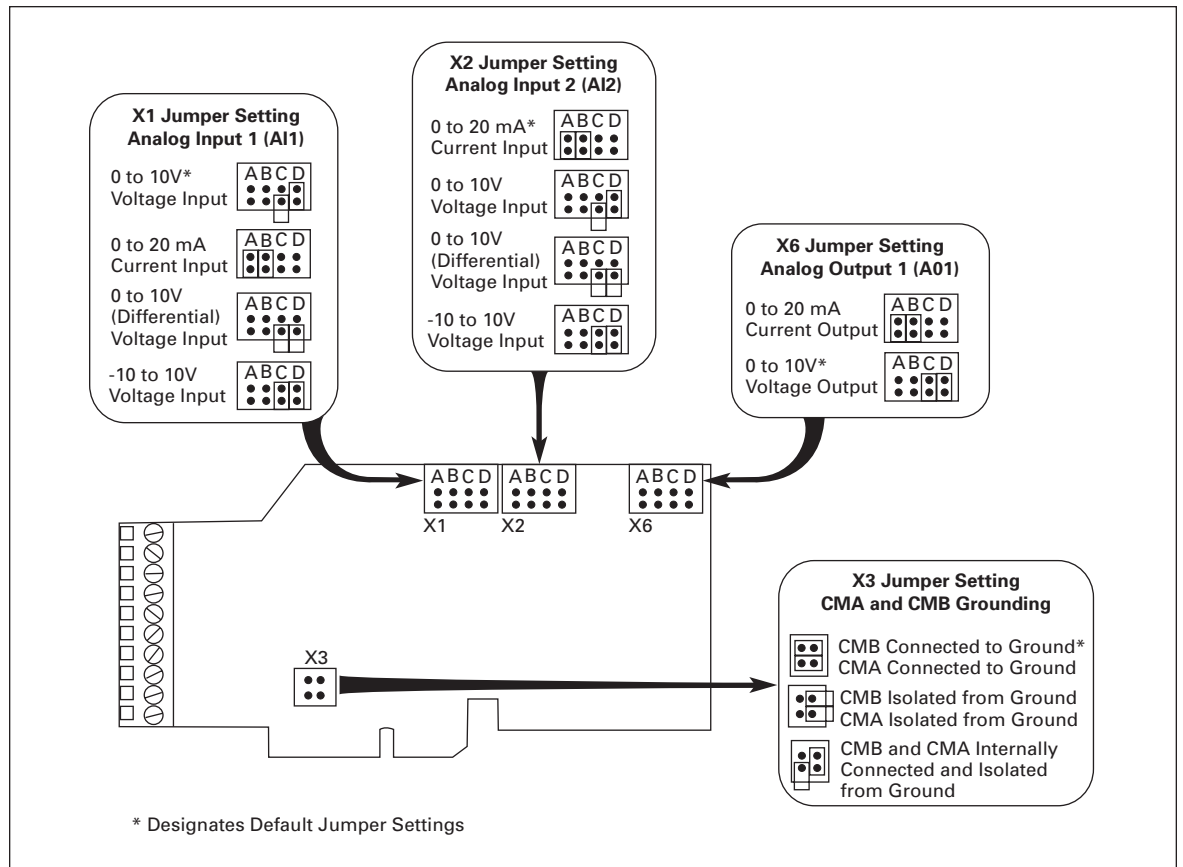 X1 Jumper Setting
Analog Input 1 (AI1)
0 to 10V*
Voltage Input
ABCD
0 to 20 mA
Current Input
ABCD
0 to 10V
(Differential)
Voltage Input
ABCD
-10 to 10V
Voltage Input
ABCD
X2 Jumper Setting
Analog Input 2 (AI2)
0 to 20 mA*
Current Input
ABCD
0 to 10V
Voltage Input
ABCD
0 to 10V
(Differential)
Voltage Input
ABCD
-10 to 10V
Voltage Input
ABCD
X6 Jumper Setting
Analog Output 1 (A01)
0 to 20 mA
Current Output
ABCD
0 to 10V*
Voltage Output
ABCD
ABCD
X1
ABCD
X2
ABCD
X6
X3
X3 Jumper Setting
CMA and CMB Grounding
CMB Connected to Ground*
CMA Connected to Ground
CMB Isolated from Ground
CMA Isolated from Ground
CMB and CMA Internally
Connected and Isolated
from Ground
* Designates Default Jumper Settings